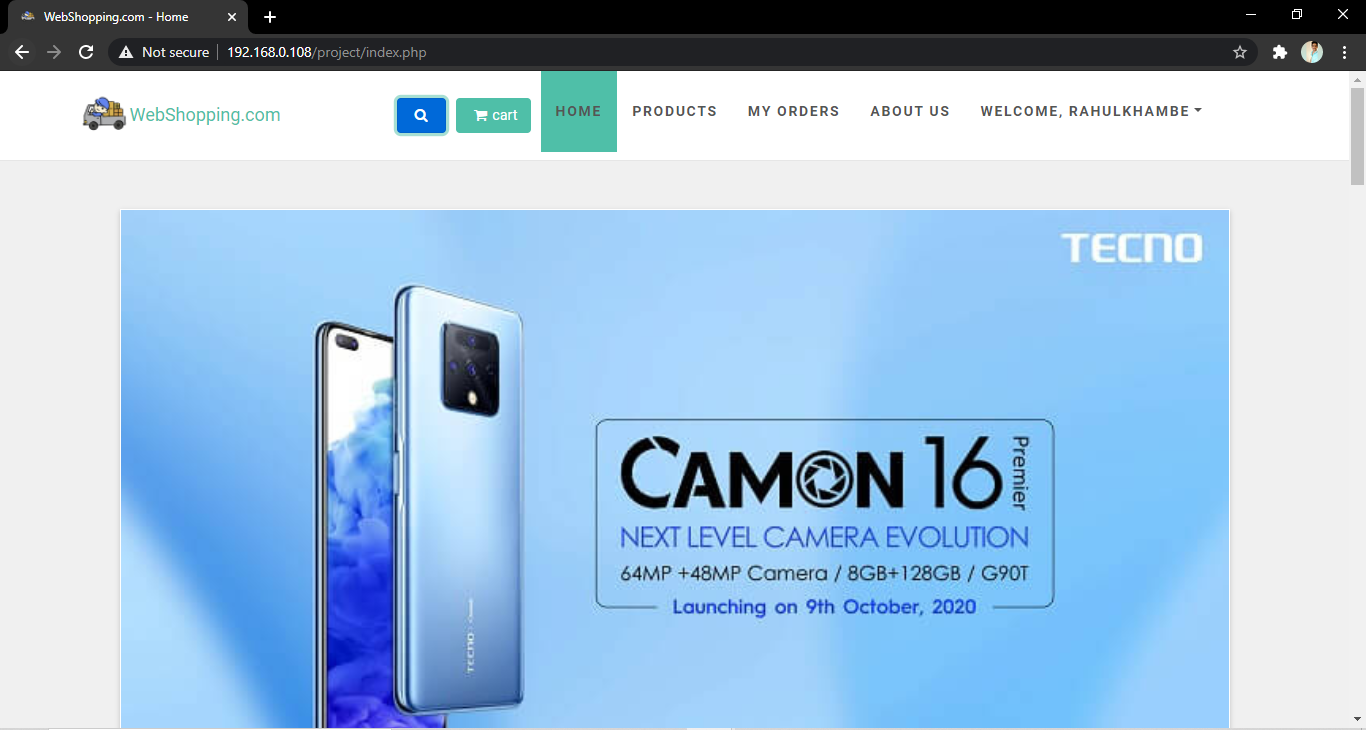 WebShopping.com - Home
Not secure
192.168.0.108/project/index.php
WebShopping.com
cart
HOME
PRODUCTS
MY ORDERS
ABOUT US
WELCOME, RAHULKHAMBE
TECNO
CAMON 16 Premier
NEXT LEVEL CAMERA EVOLUTION
64MP +48MP Camera / 8GB+128GB / G90T
Launching on 9th October, 2020
TECNO